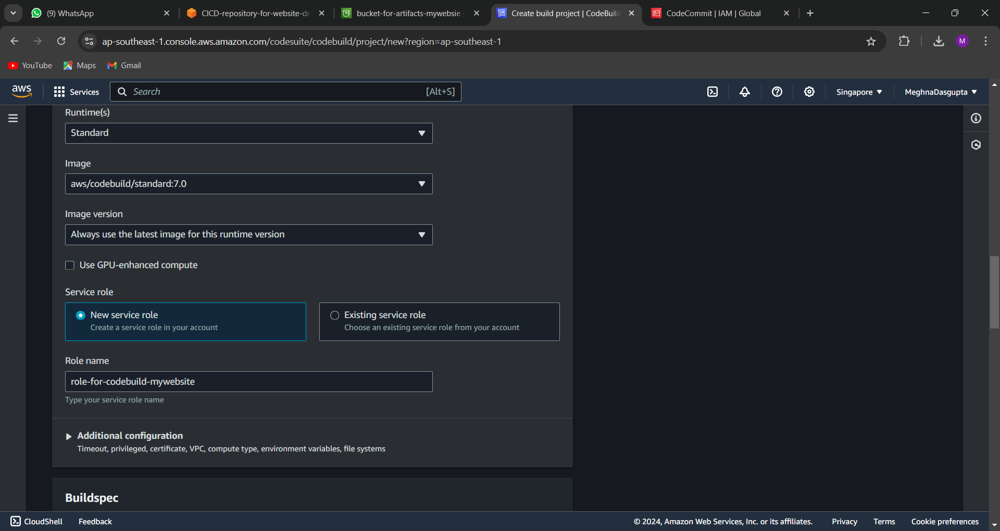 (9) WhatsApp
CICD-repository-for-website-de
bucket-for-artifacts-mywebsie -
Create build project | CodeBuild
CodeCommit | IAM | Global
ap-southeast-1.console.aws.amazon.com/codesuite/codebuild/project/new?region=ap-southeast-1
M
YouTube
Maps
Gmail
aws
Services
Search
[Alt+S]
Singapore
MeghnaDasgupta
Runtime(s)
Standard
Image
aws/codebuild/standard:7.0
Image version
Always use the latest image for this runtime version
Use GPU-enhanced compute
Service role
New service role
Create a service role in your account
Existing service role
Choose an existing service role from your account
Role name
role-for-codebuild-mywebsite
Type your service role name
Additional configuration
Timeout, privileged, certificate, VPC, compute type, environment variables, file systems
Buildspec
CloudShell
Feedback
© 2024, Amazon Web Services, Inc. or its affiliates.
Privacy
Terms
Cookie preferences